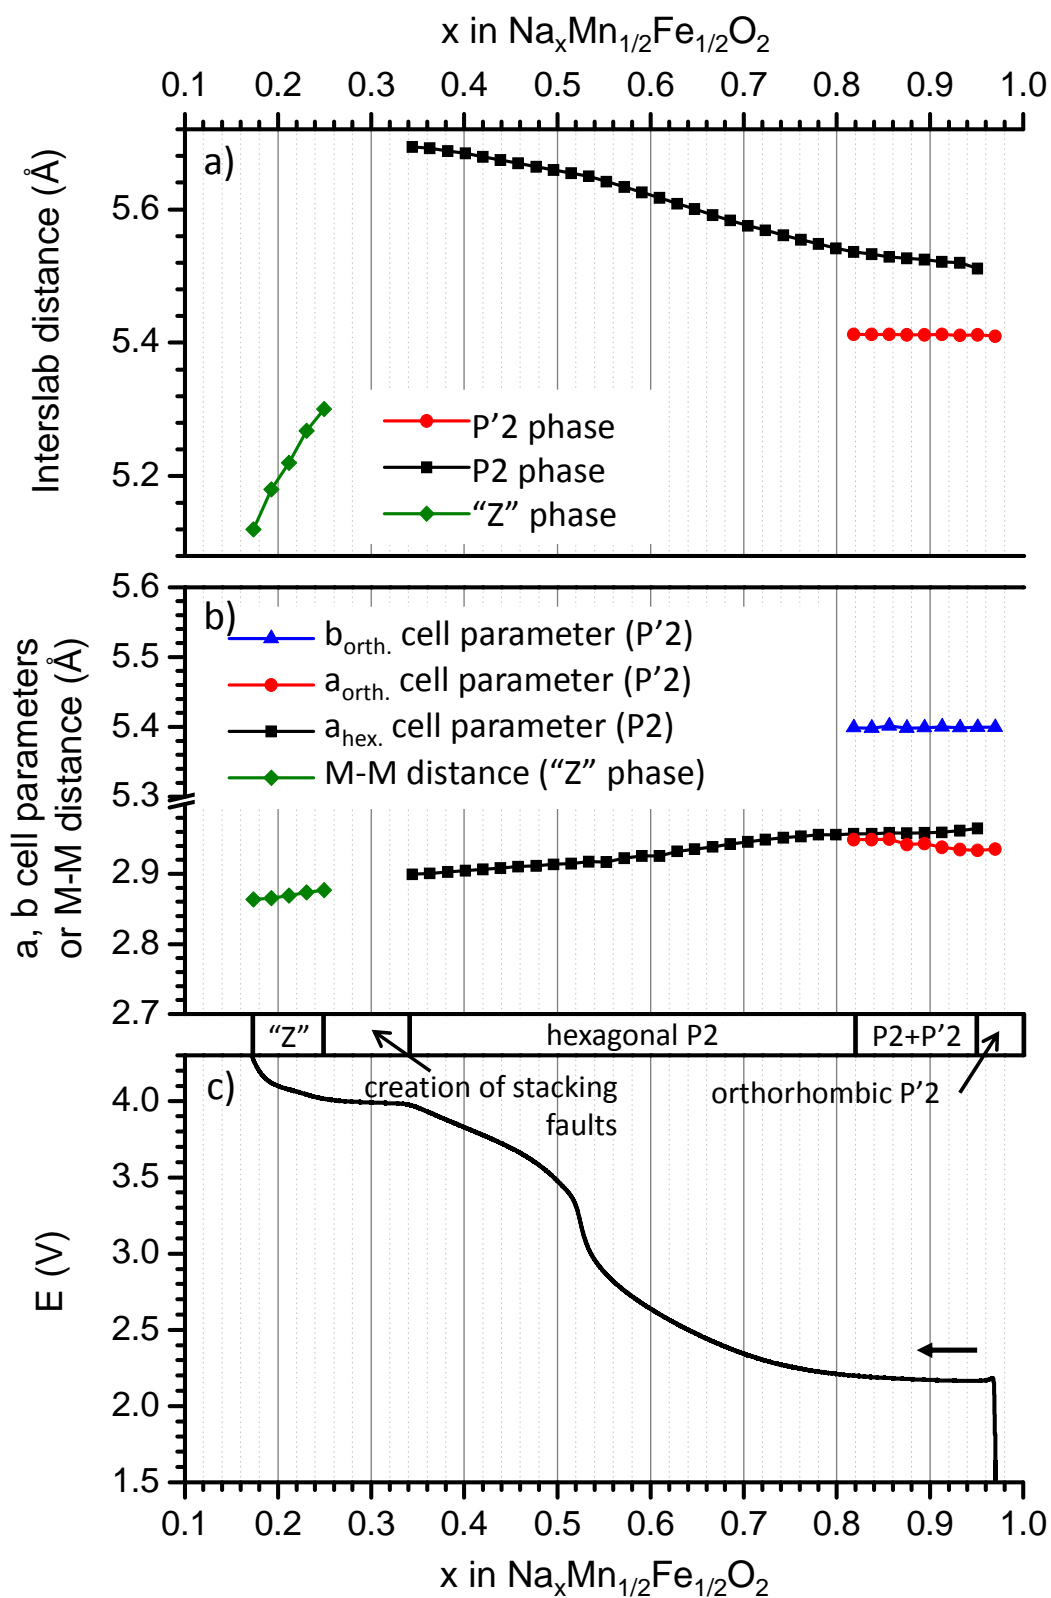 x in NaₓMn₁/₂Fe₁/₂O₂
0.1 0.2 0.3 0.4 0.5 0.6 0.7 0.8 0.9 1.0
a)
Interslab distance (Å)
5.6
5.4
5.2
P'2 phase
P2 phase
“Z” phase
b)
a, b cell parameters
or M-M distance (Å)
5.6
5.5
5.4
5.3
2.9
2.8
2.7
b orth. cell parameter (P'2)
a orth. cell parameter (P'2)
a hex. cell parameter (P2)
M-M distance (“Z” phase)
“Z” hexagonal P2 P2+P'2
creation of stacking
faults
orthorhombic P'2
c)
E (V)
4.0
3.5
3.0
2.5
2.0
1.5
0.1 0.2 0.3 0.4 0.5 0.6 0.7 0.8 0.9 1.0
x in NaₓMn₁/₂Fe₁/₂O₂